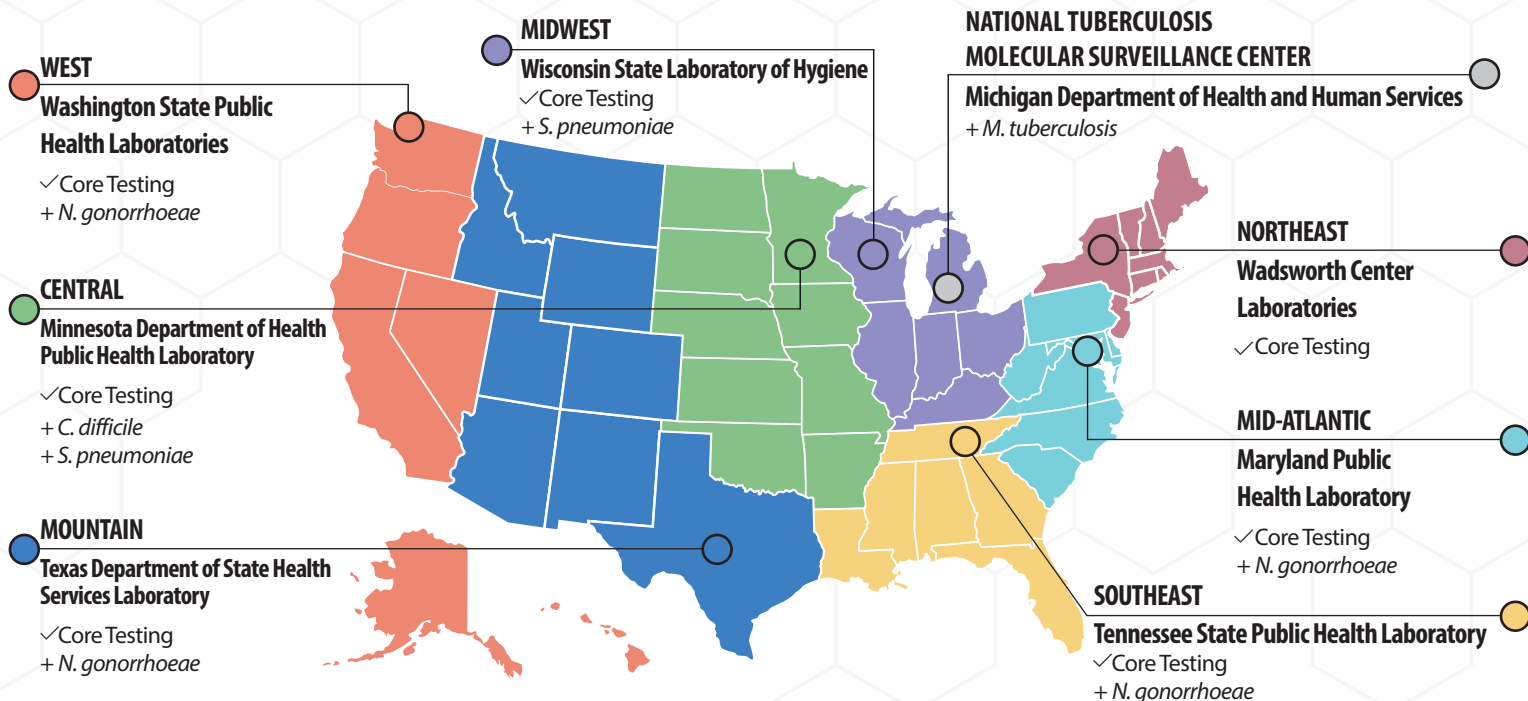 WEST
Washington State Public
Health Laboratories
✓Core Testing
+ N. gonorrhoeae
CENTRAL
Minnesota Department of Health
Public Health Laboratory
✓Core Testing
+ C. difficile
+ S. pneumoniae
MOUNTAIN
Texas Department of State Health
Services Laboratory
✓Core Testing
+ N. gonorrhoeae
MIDWEST
Wisconsin State Laboratory of Hygiene
✓Core Testing
+ S. pneumoniae
NATIONAL TUBERCULOSIS
MOLECULAR SURVEILLANCE CENTER
Michigan Department of Health and Human Services
+ M. tuberculosis
NORTHEAST
Wadsworth Center
Laboratories
✓Core Testing
MID-ATLANTIC
Maryland Public
Health Laboratory
✓Core Testing
+ N. gonorrhoeae
SOUTHEAST
Tennessee State Public Health Laboratory
✓Core Testing
+ N. gonorrhoeae